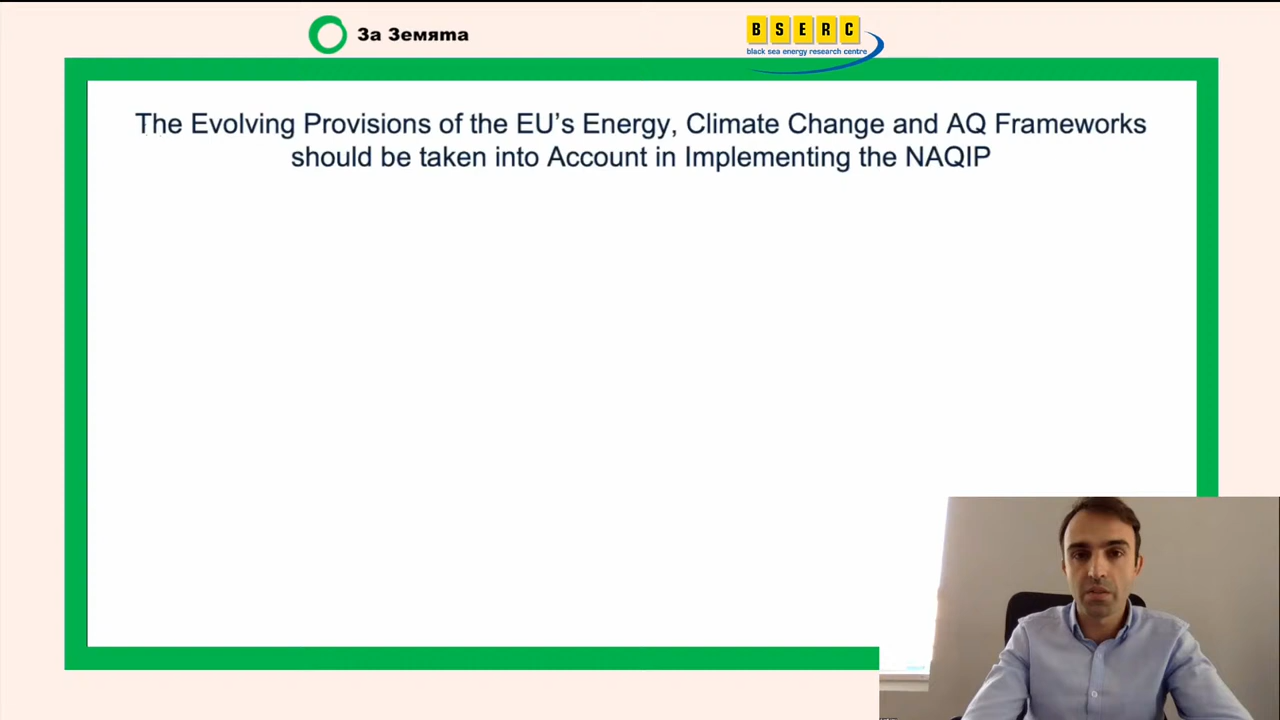 За Земята
BSERC
black sea energy research centre
The Evolving Provisions of the EU’s Energy, Climate Change and AQ Frameworks
should be taken into Account in Implementing the NAQIP